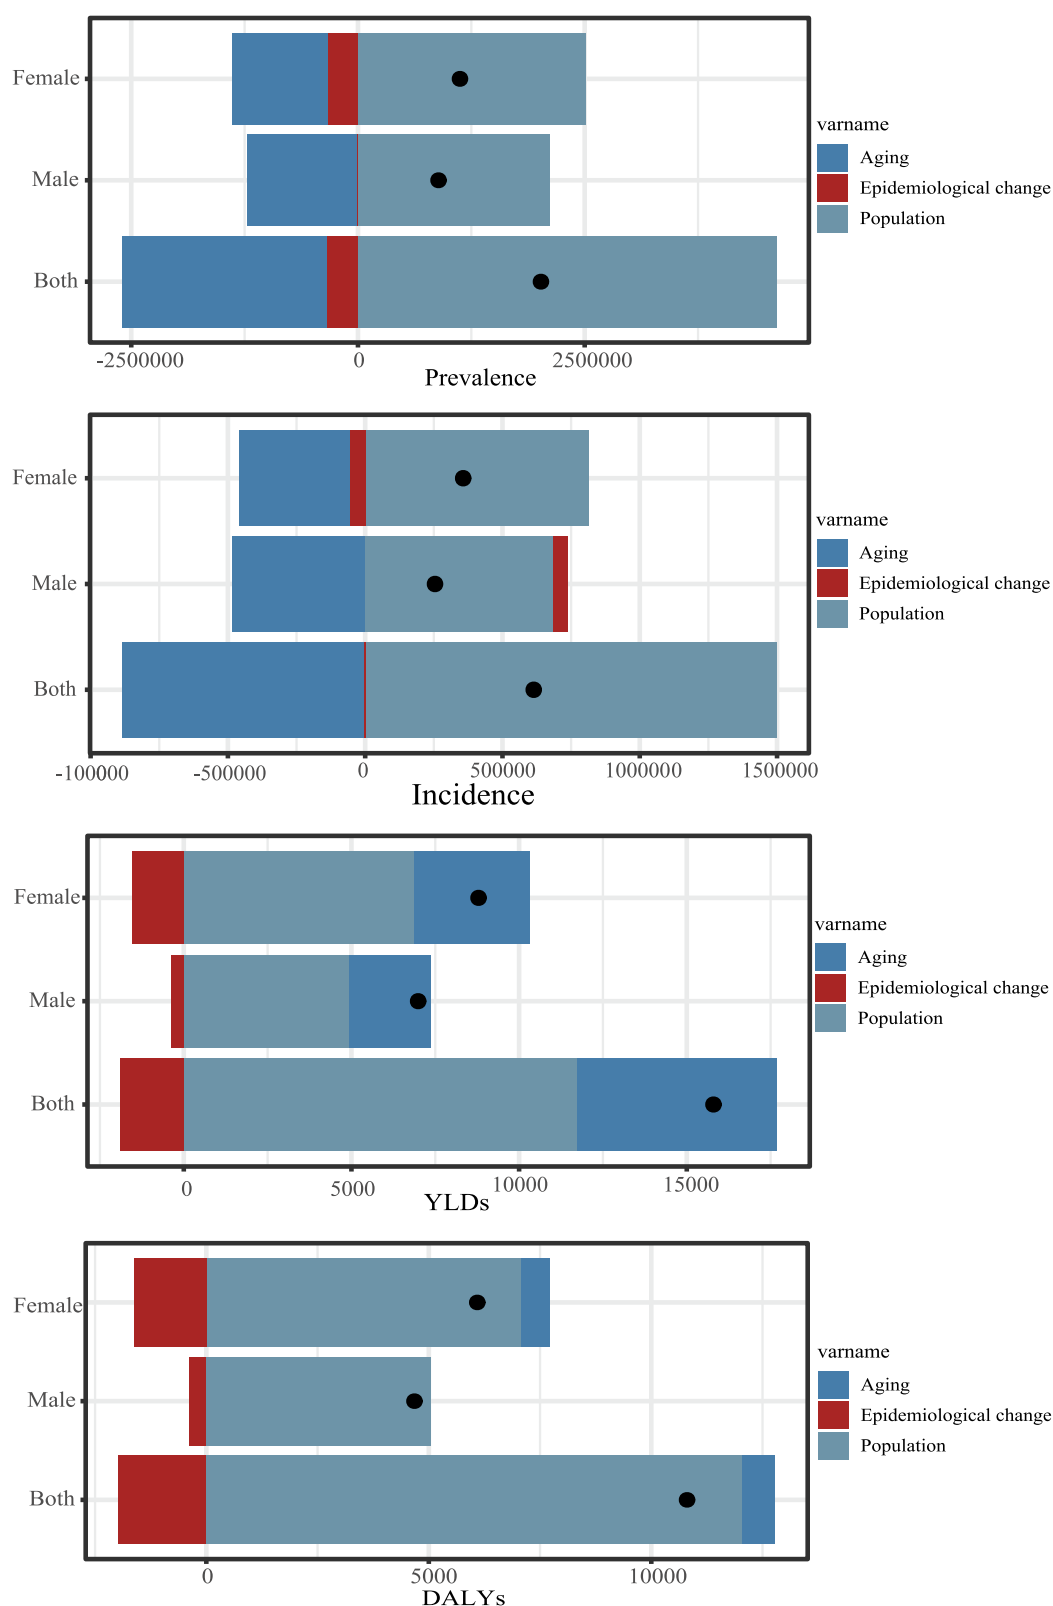 Female
Male
Both
-2500000 0 2500000
Prevalence
varname
Aging
Epidemiological change
Population
Female
Male
Both
-100000 -500000 0 500000 1000000 1500000
Incidence
varname
Aging
Epidemiological change
Population
Female
Male
Both
0 5000 10000 15000
YLDs
varname
Aging
Epidemiological change
Population
Female
Male
Both
0 5000 10000
DALYs
varname
Aging
Epidemiological change
Population